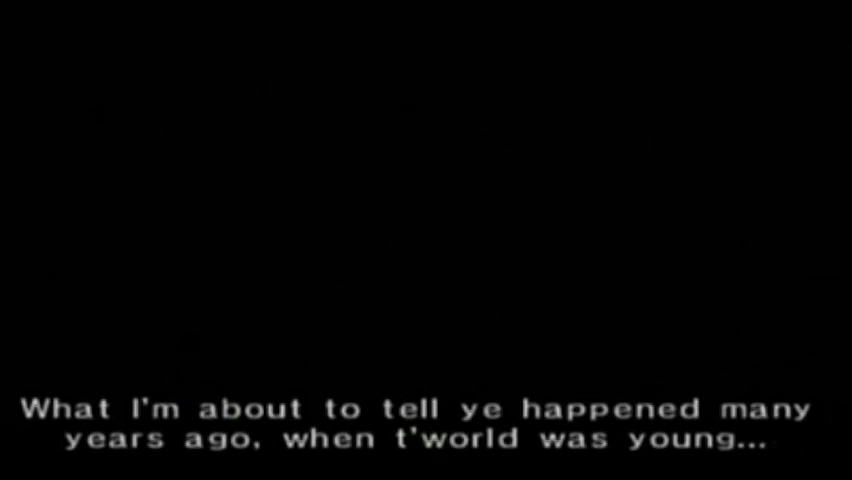 What I'm about to tell ye happened many
years ago, when t'world was young...